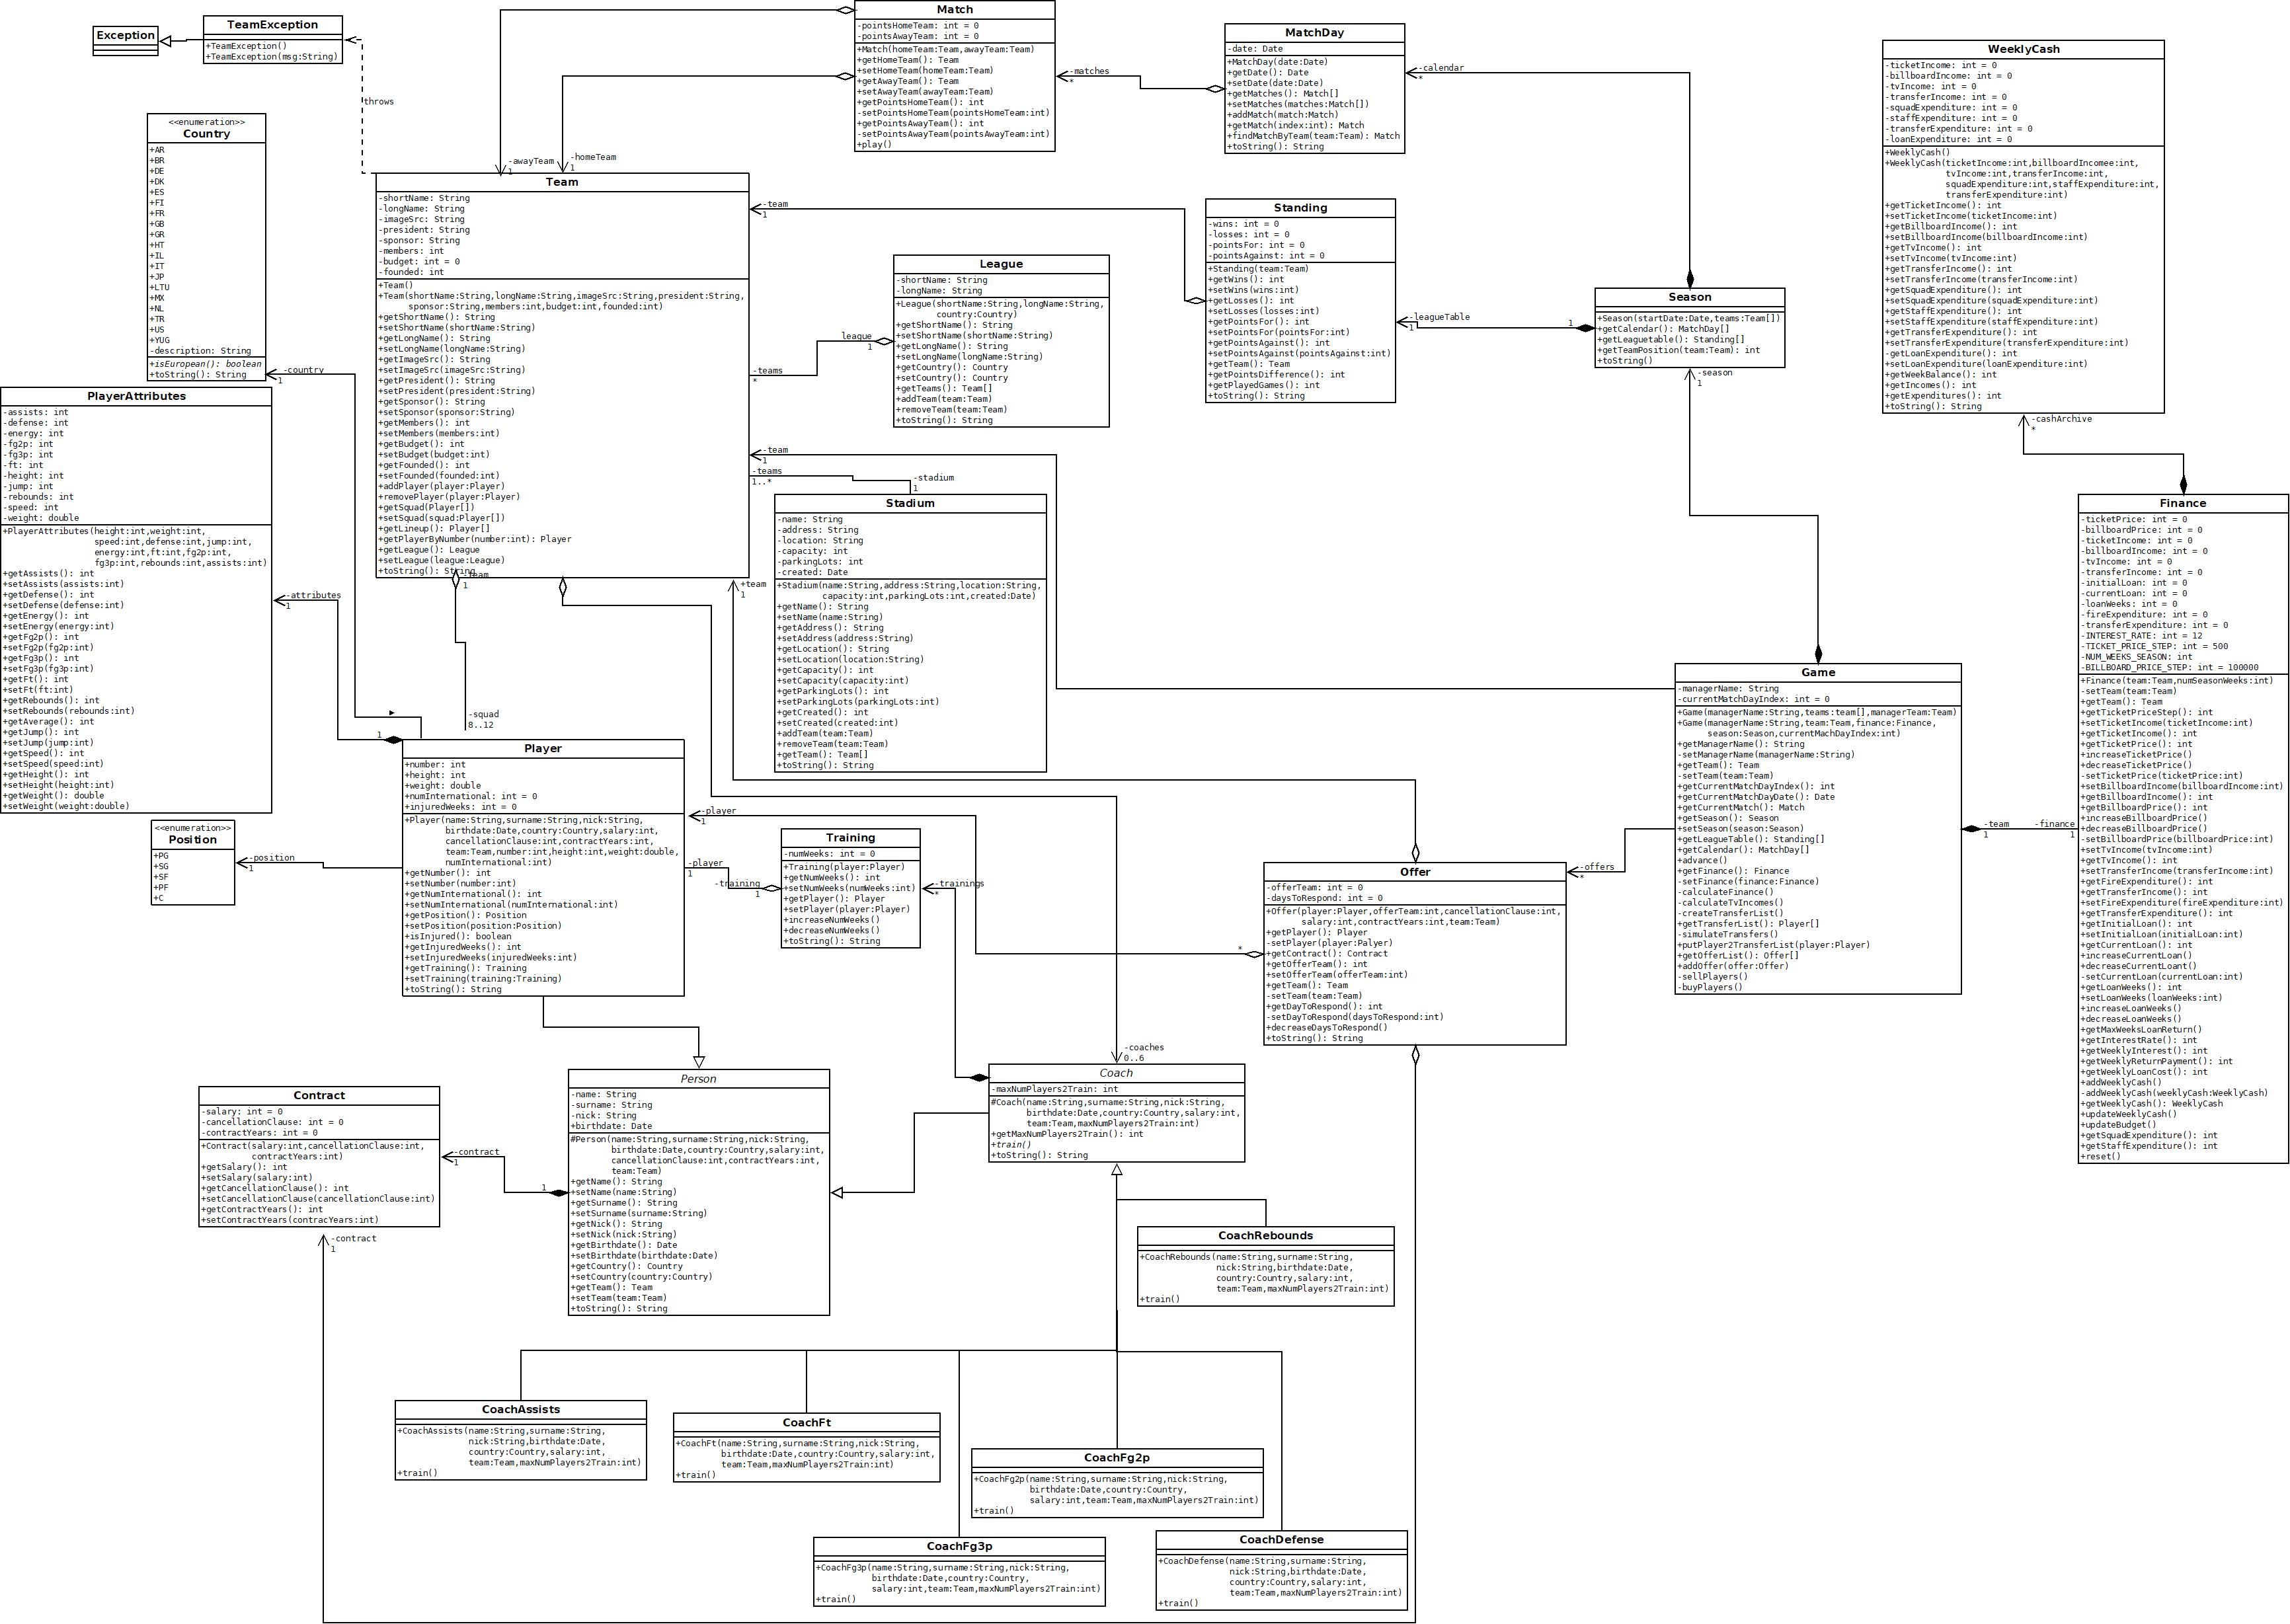 Exception
TeamException
+TeamException()
+TeamException(msg:String)
throws
<<enumeration>>
Country
+AR
+BR
+DE
+DK
+ES
+FI
+FR
+GB
+GR
+HT
+IL
+IT
+JP
+LTU
+MX
+NL
+TR
+US
+YUG
-description: String
+isEuropean(): boolean
+toString(): String
-country
1
Match
-pointsHomeTeam: int = 0
-pointsAwayTeam: int = 0
+Match(homeTeam:Team,awayTeam:Team)
+getHomeTeam(): Team
+setHomeTeam(homeTeam:Team)
+getAwayTeam(): Team
+setAwayTeam(awayTeam:Team)
+getPointsHomeTeam(): int
-setPointsHomeTeam(pointsHomeTeam:int)
+getPointsAwayTeam(): int
-setPointsAwayTeam(pointsAwayTeam:int)
+play()
-awayTeam
1
-homeTeam
1
-matches
*
MatchDay
-date: Date
+MatchDay(date:Date)
+getDate(): Date
+setDate(date:Date)
+getMatches(): Match[]
+setMatches(matches:Match[])
+addMatch(match:Match)
+getMatch(index:int): Match
+findMatchByTeam(team:Team): Match
+toString(): String
-calendar
*
WeeklyCash
-ticketIncome: int = 0
-billboardIncome: int = 0
-tvIncome: int = 0
-transferIncome: int = 0
-squadExpenditure: int = 0
-staffExpenditure: int = 0
-transferExpenditure: int = 0
-loanExpenditure: int = 0
+WeeklyCash()
+WeeklyCash(ticketIncome:int,billboardIncomee:int,
tvIncome:int,transferIncome:int,
squadExpenditure:int,staffExpenditure:int,
transferExpenditure:int)
+getTicketIncome(): int
+setTicketIncome(ticketIncome:int)
+getBillboardIncome(): int
+setBillboardIncome(billboardIncome:int)
+getTvIncome(): int
+setTvIncome(tvIncome:int)
+getTransferIncome(): int
+setTransferIncome(transferIncome:int)
+getSquadExpenditure(): int
+setSquadExpenditure(squadExpenditure:int)
+getStaffExpenditure(): int
+setStaffExpenditure(staffExpenditure:int)
+getTransferExpenditure(): int
+setTransferExpenditure(transferExpenditure:int)
-getLoanExpenditure(): int
+setLoanExpenditure(loanExpenditure:int)
+getWeekBalance(): int
+getIncomes(): int
+getExpenditures(): int
+toString(): String
-cashArchive
*
Team
-shortName: String
-longName: String
-imageSrc: String
-president: String
-sponsor: String
-members: int
-budget: int = 0
-founded: int
+Team()
+Team(shortName:String,longName:String,imageSrc:String,president:String,
sponsor:String,members:int,budget:int,founded:int)
+getShortName(): String
+setShortName(shortName:String)
+getLongName(): String
+setLongName(longName:String)
+getImageSrc(): String
+setImageSrc(imageSrc:String)
+getPresident(): String
+setPresident(president:String)
+getSponsor(): String
+setSponsor(sponsor:String)
+getMembers(): int
+setMembers(members:int)
+getBudget(): int
+setBudget(budget:int)
+getFounded(): int
+setFounded(founded:int)
+addPlayer(player:Player)
+removePlayer(player:Player)
+getSquad(Player[])
+setSquad(squad:Player[])
+getLineup(): Player[]
+getPlayerByNumber(number:int): Player
+getLeague(): League
+setLeague(league:League)
+toString(): String
-team
1
-team
1
league
1
-teams
*
-team
1
-teams
1..*
-stadium
1
+team
1
League
-shortName: String
-longName: String
+League(shortName:String,longName:String,
country:Country)
+getShortName(): String
+setShortName(shortName:String)
+getLongName(): String
+setLongName(longName:String)
+getCountry(): Country
+setCountry(): Country
+getTeams(): Team[]
+addTeam(team:Team)
+removeTeam(team:Team)
+toString(): String
Standing
-wins: int = 0
-losses: int = 0
-pointsFor: int = 0
-pointsAgainst: int = 0
+Standing(team:Team)
+getWins(): int
+setWins(wins:int)
+getLosses(): int
+setLosses(losses:int)
+getPointsFor(): int
+setPointsFor(pointsFor:int)
+getPointsAgainst(): int
+setPointsAgainst(pointsAgainst:int)
+getTeam(): Team
+getPointsDifference(): int
+getPlayedGames(): int
+toString(): String
-leagueTable
1
1
Season
+Season(startDate:Date,teams:Team[])
+getCalendar(): MatchDay[]
+getLeaguetable(): Standing[]
+getTeamPosition(team:Team): int
+toString()
-season
1
PlayerAttributes
-assists: int
-defense: int
-energy: int
-fg2p: int
-fg3p: int
-ft: int
-height: int
-jump: int
-rebounds: int
-speed: int
-weight: double
+PlayerAttributes(height:int,weight:int,
speed:int,defense:int,jump:int,
energy:int,ft:int,fg2p:int,
fg3p:int,rebounds:int,assists:int)
+getAssists(): int
+setAssists(assists:int)
+getDefense(): int
+setDefense(defense:int)
+getEnergy(): int
+setEnergy(energy:int)
+getFg2p(): int
+setFg2p(fg2p:int)
+getFg3p(): int
+setFg3p(fg3p:int)
+getFt(): int
+setFt(ft:int)
+getRebounds(): int
+setRebounds(rebounds:int)
+getAverage(): int
+getJump(): int
+setJump(jump:int)
+getSpeed(): int
+setSpeed(speed:int)
+getHeight(): int
+setHeight(height:int)
+getWeight(): double
+setWeight(weight:double)
-attributes
1
1
-squad
8..12
Stadium
-name: String
-address: String
-location: String
-capacity: int
-parkingLots: int
-created: Date
+Stadium(name:String,address:String,location:String,
capacity:int,parkingLots:int,created:Date)
+getName(): String
+setName(name:String)
+getAddress(): String
+setAddress(address:String)
+getLocation(): String
+setLocation(location:String)
+getCapacity(): int
+setCapacity(capacity:int)
+getParkingLots(): int
+setParkingLots(parkingLots:int)
+getCreated(): int
+setCreated(created:int)
+addTeam(team:Team)
+removeTeam(team:Team)
+getTeam(): Team[]
+toString(): String
Game
-managerName: String
-currentMatchDayIndex: int = 0
+Game(managerName:String,teams:team[],managerTeam:Team)
+Game(managerName:String,team:Team,finance:Finance,
season:Season,currentMachDayIndex:int)
+getManagerName(): String
-setManagerName(managerName:String)
+getTeam(): Team
-setTeam(team:Team)
+getCurrentMatchDayIndex(): int
+getCurrentMatchDayDate(): Date
+getCurrentMatch(): Match
+getSeason(): Season
+setSeason(season:Season)
+getLeagueTable(): Standing[]
+getCalendar(): MatchDay[]
+advance()
+getFinance(): Finance
-setFinance(finance:Finance)
-calculateFinance()
-calculateTvIncomes()
-createTransferList()
+getTransferList(): Player[]
-simulateTransfers()
+putPlayer2TransferList(player:Player)
+getOfferList(): Offer[]
+addOffer(offer:Offer)
-sellPlayers()
-buyPlayers()
-team
1
-finance
1
Finance
-ticketPrice: int = 0
-billboardPrice: int = 0
-ticketIncome: int = 0
-billboardIncome: int = 0
-tvIncome: int = 0
-transferIncome: int = 0
-initialLoan: int = 0
-currentLoan: int = 0
-loanWeeks: int = 0
-fireExpenditure: int = 0
-transferExpenditure: int = 0
-INTEREST_RATE: int = 12
-TICKET_PRICE_STEP: int = 500
-NUM_WEEKS_SEASON: int
-BILLBOARD_PRICE_STEP: int = 100000
+Finance(team:Team,numSeasonWeeks:int)
-setTeam(team:Team)
+getTeam(): Team
+getTicketPriceStep(): int
+setTicketIncome(ticketIncome:int)
+getTicketIncome(): int
+getTicketPrice(): int
+increaseTicketPrice()
+decreaseTicketPrice()
-setTicketPrice(ticketPrice:int)
+setBillboardIncome(billboardIncome:int)
+getBillboardIncome(): int
+getBillboardPrice(): int
+increaseBillboardPrice()
+decreaseBillboardPrice()
-setBillboardPrice(billboardPrice:int)
+setTvIncome(tvIncome:int)
+getTvIncome(): int
+setTransferIncome(transferIncome:int)
+getFireExpenditure(): int
+getTransferIncome(): int
+setFireExpenditure(fireExpenditure:int)
+getTransferExpenditure(): int
+getInitialLoan(): int
+setInitialLoan(initialLoan:int)
+getCurrentLoan(): int
+increaseCurrentLoan()
+decreaseCurrentLoant()
-setCurrentLoan(currentLoan:int)
+getLoanWeeks(): int
+setLoanWeeks(loanWeeks:int)
+increaseLoanWeeks()
+decreaseLoanWeeks()
+getMaxWeeksLoanReturn()
+getInterestRate(): int
+getWeeklyInterest(): int
+getWeeklyReturnPayment(): int
+getWeeklyLoanCost(): int
+addWeeklyCash()
-addWeeklyCash(weeklyCash:WeeklyCash)
+getWeeklyCash(): WeeklyCash
+updateWeeklyCash()
+updateBudget()
+getSquadExpenditure(): int
+getStaffExpenditure(): int
+reset()
<<enumeration>>
Position
+PG
+SG
+SF
+PF
+C
-position
1
Player
+number: int
+height: int
+weight: double
+numInternational: int = 0
+injuredWeeks: int = 0
+Player(name:String,surname:String,nick:String,
birthdate:Date,country:Country,salary:int,
cancellationClause:int,contractYears:int,
team:Team,number:int,height:int,weight:double,
numInternational:int)
+getNumber(): int
+setNumber(number:int)
+getNumInternational(): int
+setNumInternational(numInternational:int)
+getPosition(): Position
+setPosition(position:Position)
+isInjured(): boolean
+getInjuredWeeks(): int
+setInjuredWeeks(injuredWeeks:int)
+getTraining(): Training
+setTraining(training:Training)
+toString(): String
-player
1
-player
1
-training
1
Training
-numWeeks: int = 0
+Training(player:Player)
+getNumWeeks(): int
+setNumWeeks(numWeeks:int)
+getPlayer(): Player
+setPlayer(player:Player)
+increaseNumWeeks()
+decreaseNumWeeks()
+toString(): String
-trainings
*
*
Offer
-offerTeam: int = 0
-daysToRespond: int = 0
+Offer(player:Player,offerTeam:int,cancellationClause:int,
salary:int,contractYears:int,team:Team)
+getPlayer(): Player
-setPlayer(player:Palyer)
+getContract(): Contract
+getOfferTeam(): int
+setOfferTeam(offerTeam:int)
+getTeam(): Team
-setTeam(team:Team)
+getDayToRespond(): int
-setDayToRespond(daysToRespond:int)
+decreaseDaysToRespond()
+toString(): String
-offers
*
-coaches
0..6
Coach
-maxNumPlayers2Train: int
#Coach(name:String,surname:String,nick:String,
birthdate:Date,country:Country,salary:int,
team:Team,maxNumPlayers2Train:int)
+getMaxNumPlayers2Train(): int
+train()
+toString(): String
Contract
-salary: int = 0
-cancellationClause: int = 0
-contractYears: int = 0
+Contract(salary:int,cancellationClause:int,
contractYears:int)
+getSalary(): int
+setSalary(salary:int)
+getCancellationClause(): int
+setCancellationClause(cancellationClause:int)
+getContractYears(): int
+setContractYears(contracYears:int)
-contract
1
1
-contract
1
Person
-name: String
-surname: String
-nick: String
+birthdate: Date
#Person(name:String,surname:String,nick:String,
birthdate:Date,country:Country,salary:int,
cancellationClause:int,contractYears:int,
team:Team)
+getName(): String
+setName(name:String)
+getSurname(): String
+setSurname(surname:String)
+getNick(): String
+setNick(nick:String)
+getBirthdate(): Date
+setBirthdate(birthdate:Date)
+getCountry(): Country
+setCountry(country:Country)
+getTeam(): Team
+setTeam(team:Team)
+toString(): String
CoachRebounds
+CoachRebounds(name:String,surname:String,
nick:String,birthdate:Date,
country:Country,salary:int,
team:Team,maxNumPlayers2Train:int)
+train()
CoachAssists
+CoachAssists(name:String,surname:String,
nick:String,birthdate:Date,
country:Country,salary:int,
team:Team,maxNumPlayers2Train:int)
+train()
CoachFt
+CoachFt(name:String,surname:String,nick:String,
birthdate:Date,country:Country,salary:int,
team:Team,maxNumPlayers2Train:int)
+train()
CoachFg2p
+CoachFg2p(name:String,surname:String,nick:String,
birthdate:Date,country:Country,
salary:int,team:Team,maxNumPlayers2Train:int)
+train()
CoachFg3p
+CoachFg3p(name:String,surname:String,nick:String,
birthdate:Date,country:Country,
salary:int,team:Team,maxNumPlayers2Train:int)
+train()
CoachDefense
+CoachDefense(name:String,surname:String,
nick:String,birthdate:Date,
country:Country,salary:int,
team:Team,maxNumPlayers2Train:int)
+train()